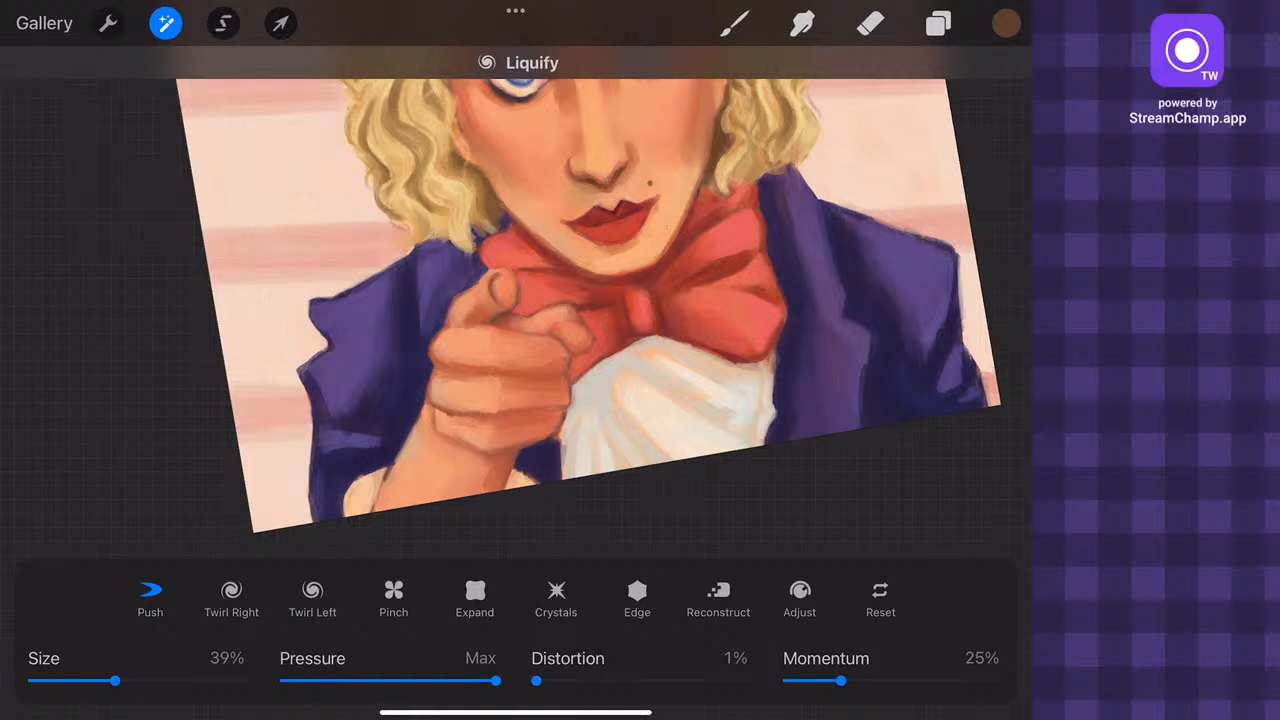 Gallery
Liquify
TW
powered by
StreamChamp.app
Push
Twirl Right
Twirl Left
Pinch
Expand
Crystals
Edge
Reconstruct
Adjust
Reset
Size 39%
Pressure Max
Distortion 1%
Momentum 25%